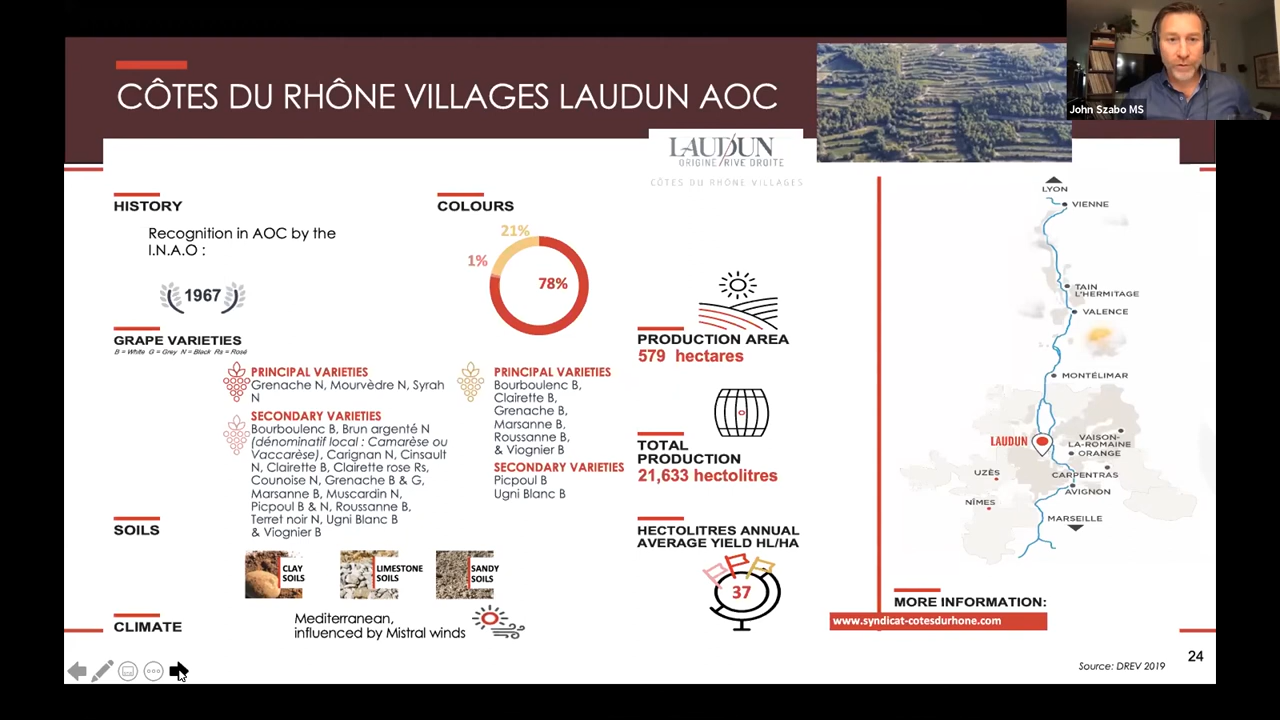 John Szabo MS
CÔTES DU RHÔNE VILLAGES LAUDUN AOC
LAUDUN
ORIGINE/RIVE DROITE
CÔTES DU RHÔNE VILLAGES
HISTORY
Recognition in AOC by the
I.N.A.O :
1967
COLOURS
21%
1%
78%
GRAPE VARIETIES
B = White G = Grey N = Black Rs = Rosé
PRINCIPAL VARIETIES
Grenache N, Mourvèdre N, Syrah
N
SECONDARY VARIETIES
Bourboulenc B, Brun argenté N
(dénominatif local : Camarèse ou
Vaccarèse), Carignan N, Cinsault
N, Clairette B, Clairette rose Rs,
Counoise N, Grenache B & G,
Marsanne B, Muscardin N,
Picpoul B & N, Roussanne B,
Terret noir N, Ugni Blanc B
& Viognier B
PRINCIPAL VARIETIES
Bourboulenc B,
Clairette B,
Grenache B,
Marsanne B,
Roussanne B,
& Viognier B
SECONDARY VARIETIES
Picpoul B
Ugni Blanc B
SOILS
CLAY
SOILS
LIMESTONE
SOILS
SANDY
SOILS
CLIMATE
Mediterranean,
influenced by Mistral winds
PRODUCTION AREA
579 hectares
TOTAL
PRODUCTION
21,633 hectolitres
HECTOLITRES ANNUAL
AVERAGE YIELD HL/HA
37
LYON
VIENNE
TAIN
L'HERMITAGE
VALENCE
MONTÉLIMAR
LAUDUN
VAISON-
LA-ROMAINE
ORANGE
UZÈS
CARPENTRAS
AVIGNON
NÎMES
MARSEILLE
MORE INFORMATION:
www.syndicat-cotesdurhone.com
Source: DREV 2019
24